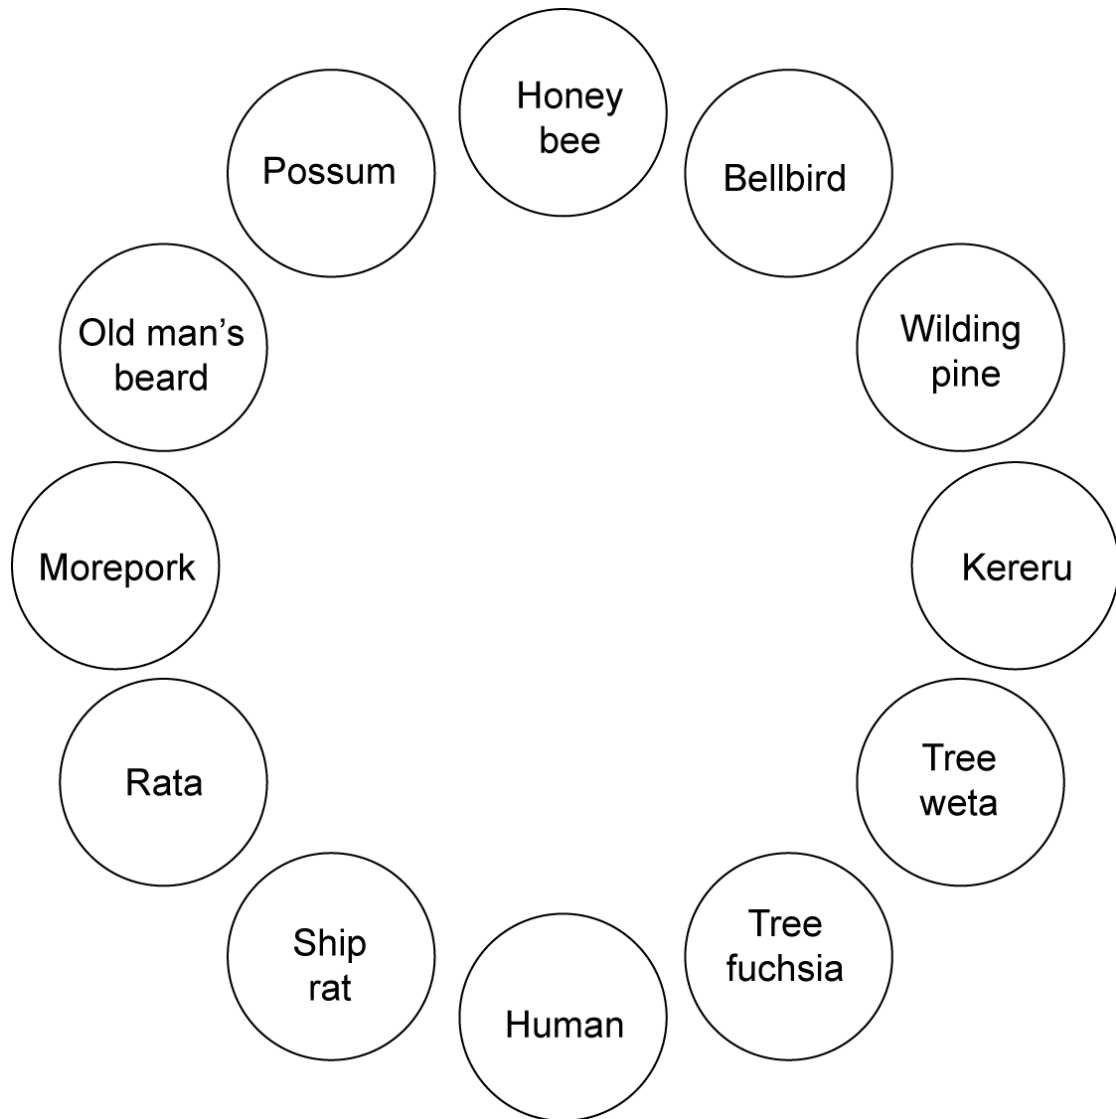 Honey
bee
Bellbird
Wilding
pine
Kereru
Tree
weta
Tree
fuchsia
Human
Ship
rat
Rata
Morepork
Old man’s
beard
Possum